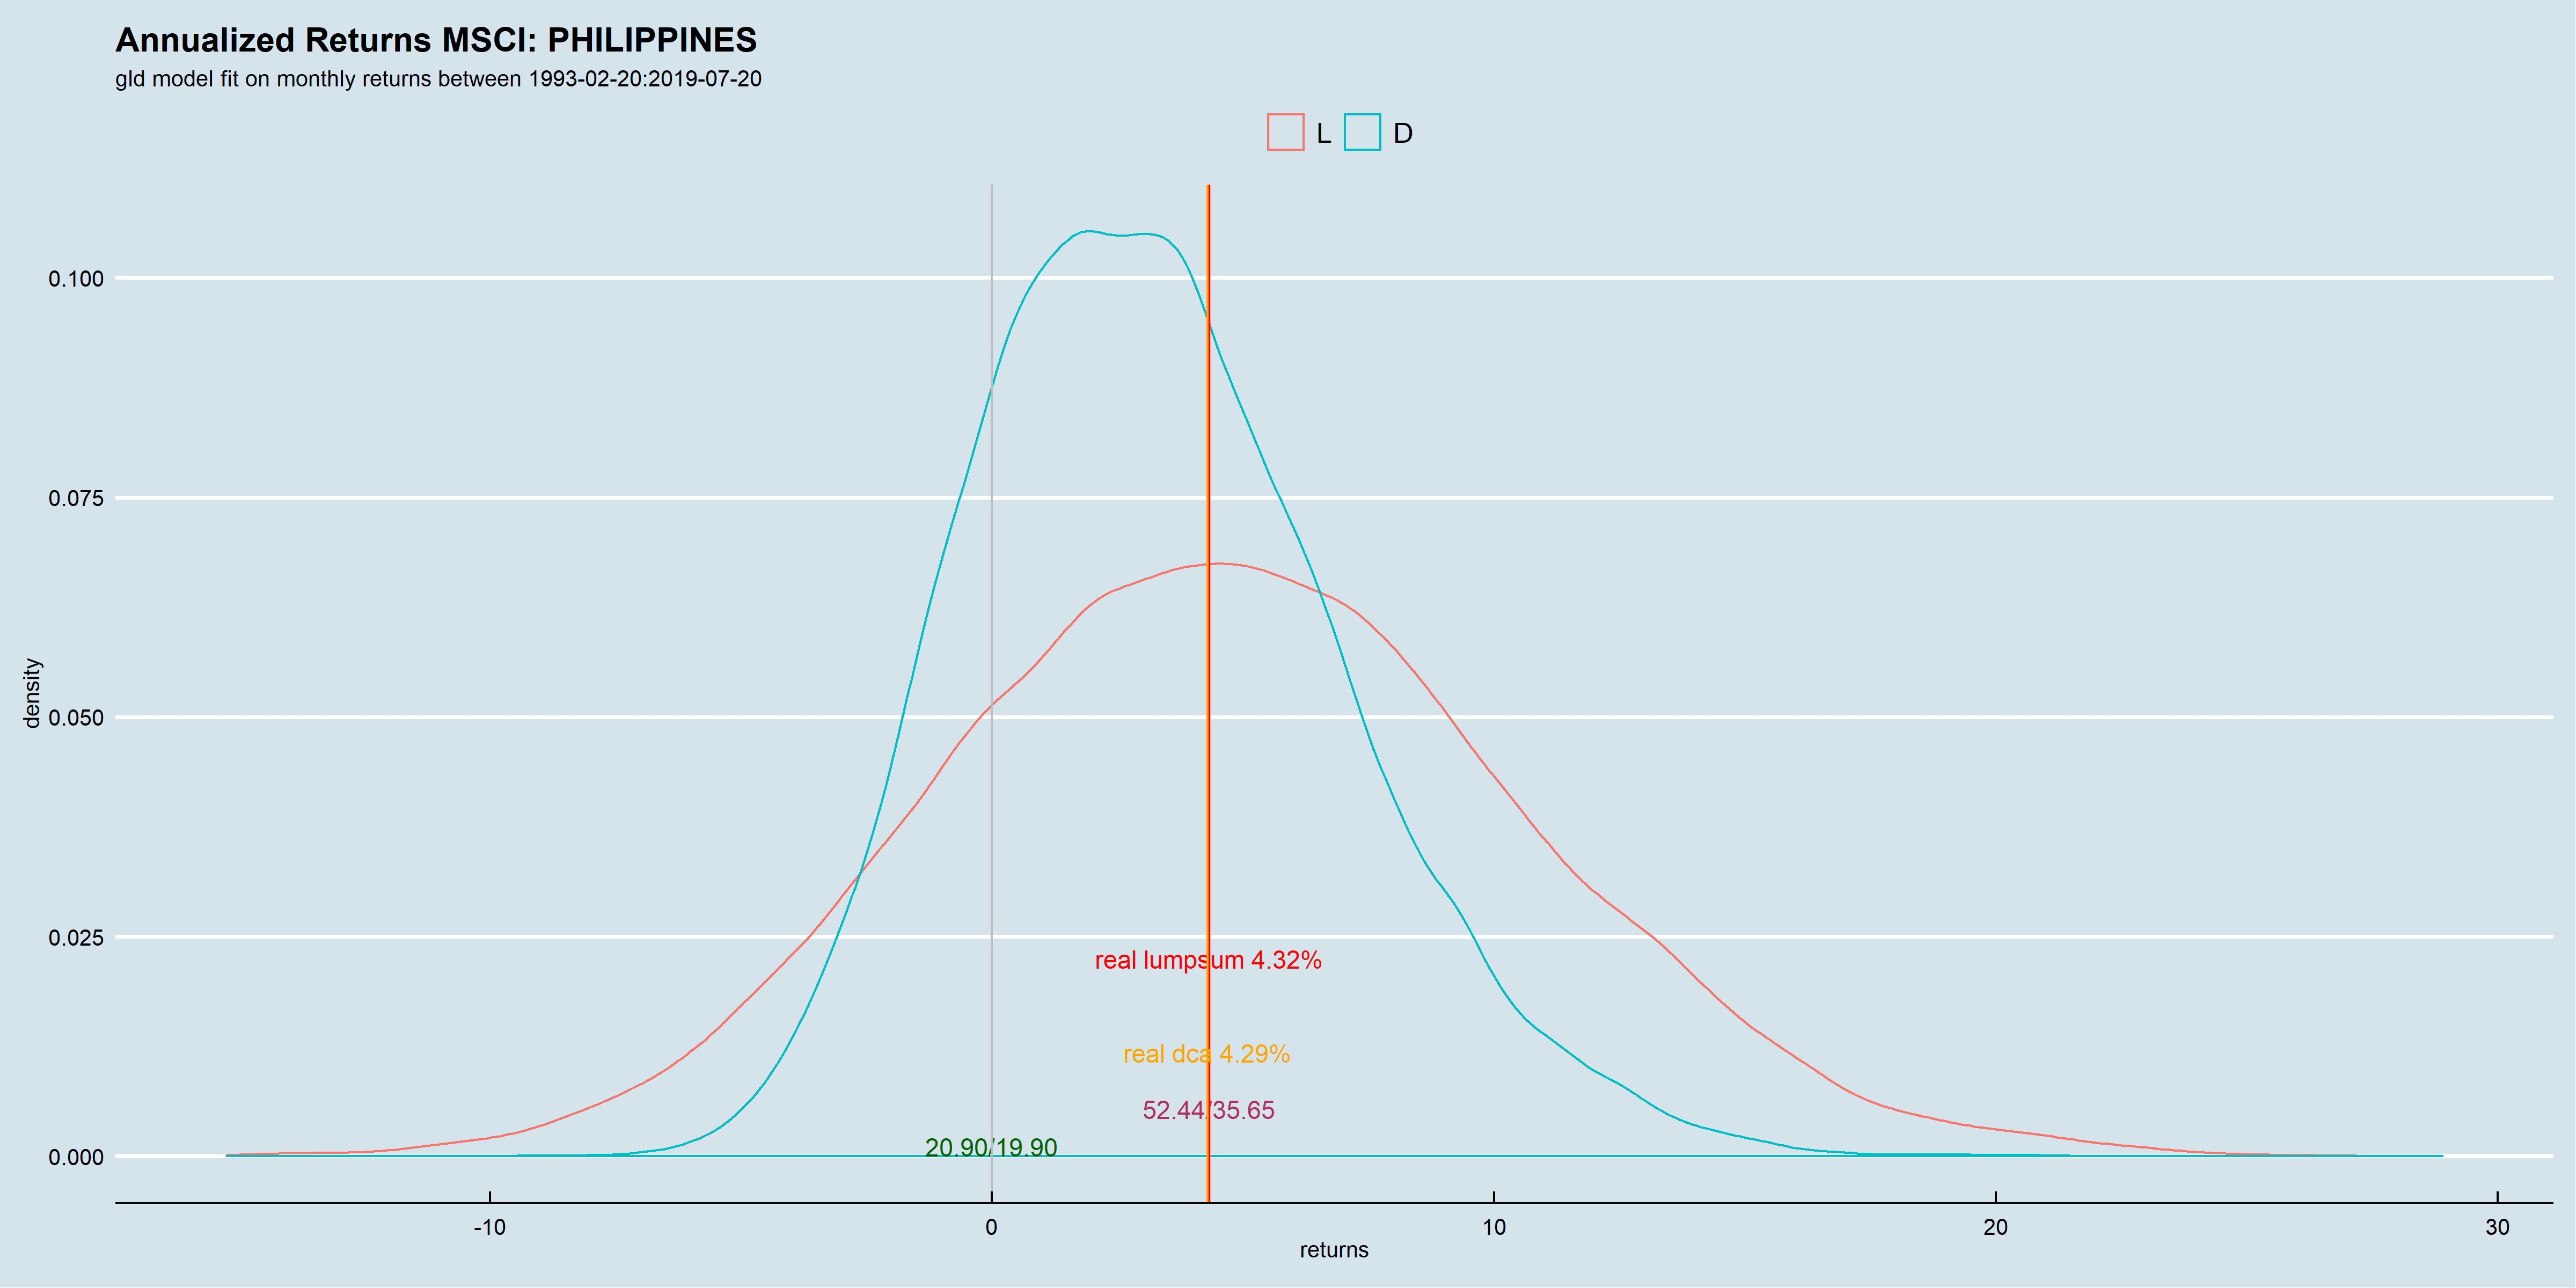 Annualized Returns MSCI: PHILIPPINES
gld model fit on monthly returns between 1993-02-20:2019-07-20
L D
0.100
0.075
0.050
0.025
0.000
density
real lumpsum 4.32%
real dca 4.29%
52.44/35.65
20.90/19.90
-10 0 10 20 30
returns